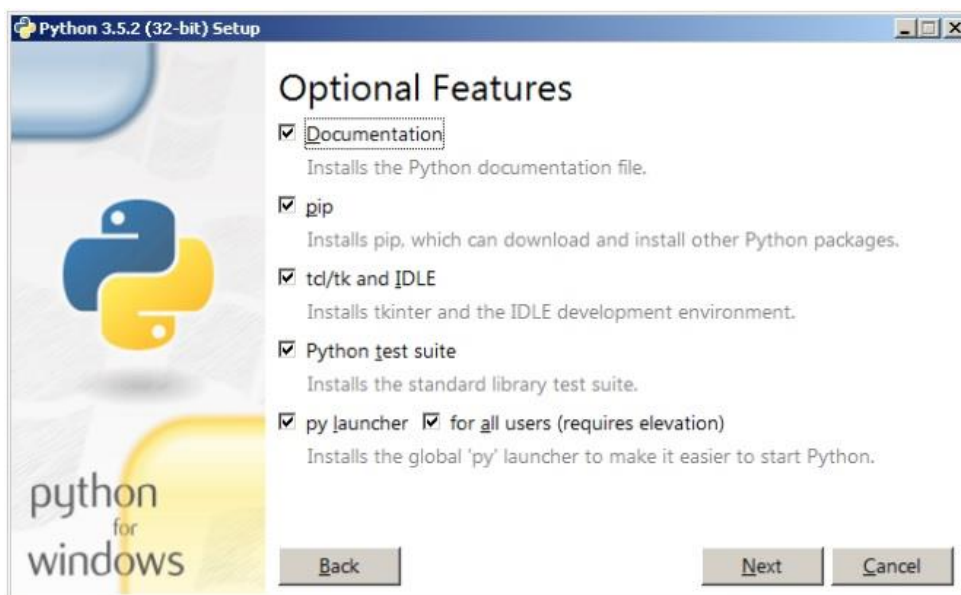 Python 3.5.2 (32-bit) Setup
Optional Features
Documentation
Installs the Python documentation file.
pip
Installs pip, which can download and install other Python packages.
tcl/tk and IDLE
Installs tkinter and the IDLE development environment.
Python test suite
Installs the standard library test suite.
py launcher for all users (requires elevation)
Installs the global 'py' launcher to make it easier to start Python.
python
for
windows
Back Next Cancel